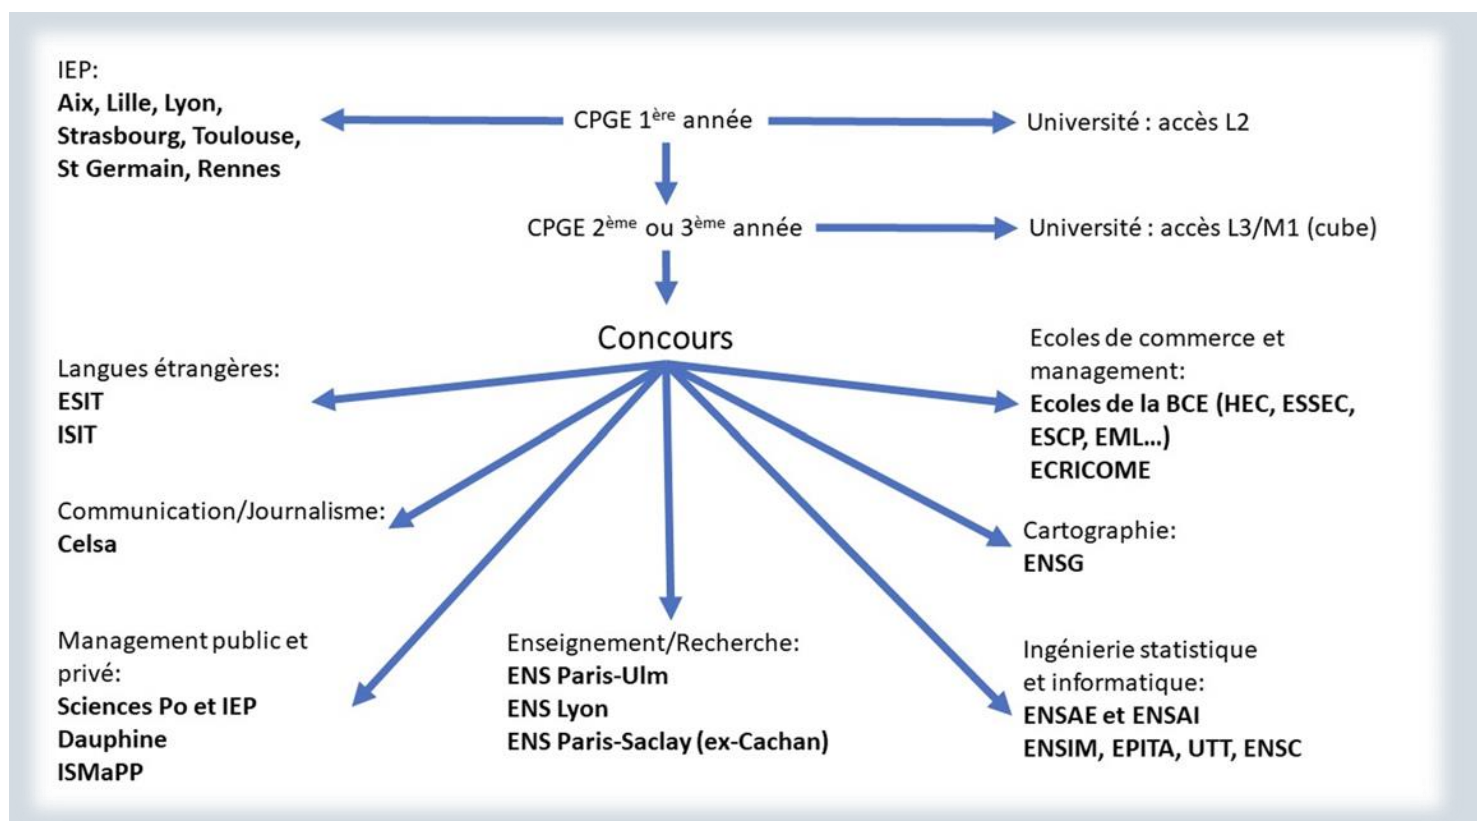 IEP:
Aix, Lille, Lyon,
Strasbourg, Toulouse,
St Germain, Rennes
CPGE 1ère année
Université : accès L2
CPGE 2ème ou 3ème année
Université : accès L3/M1 (cube)
Concours
Langues étrangères:
ESIT
ISIT
Ecoles de commerce et
management:
Ecoles de la BCE (HEC, ESSEC,
ESCP, EML...)
ECRICOME
Communication/Journalisme:
Celsa
Cartographie:
ENSG
Management public et
privé:
Sciences Po et IEP
Dauphine
ISMaPP
Enseignement/Recherche:
ENS Paris-Ulm
ENS Lyon
ENS Paris-Saclay (ex-Cachan)
Ingénierie statistique
et informatique:
ENSAE et ENSAI
ENSIM, EPITA, UTT, ENSC